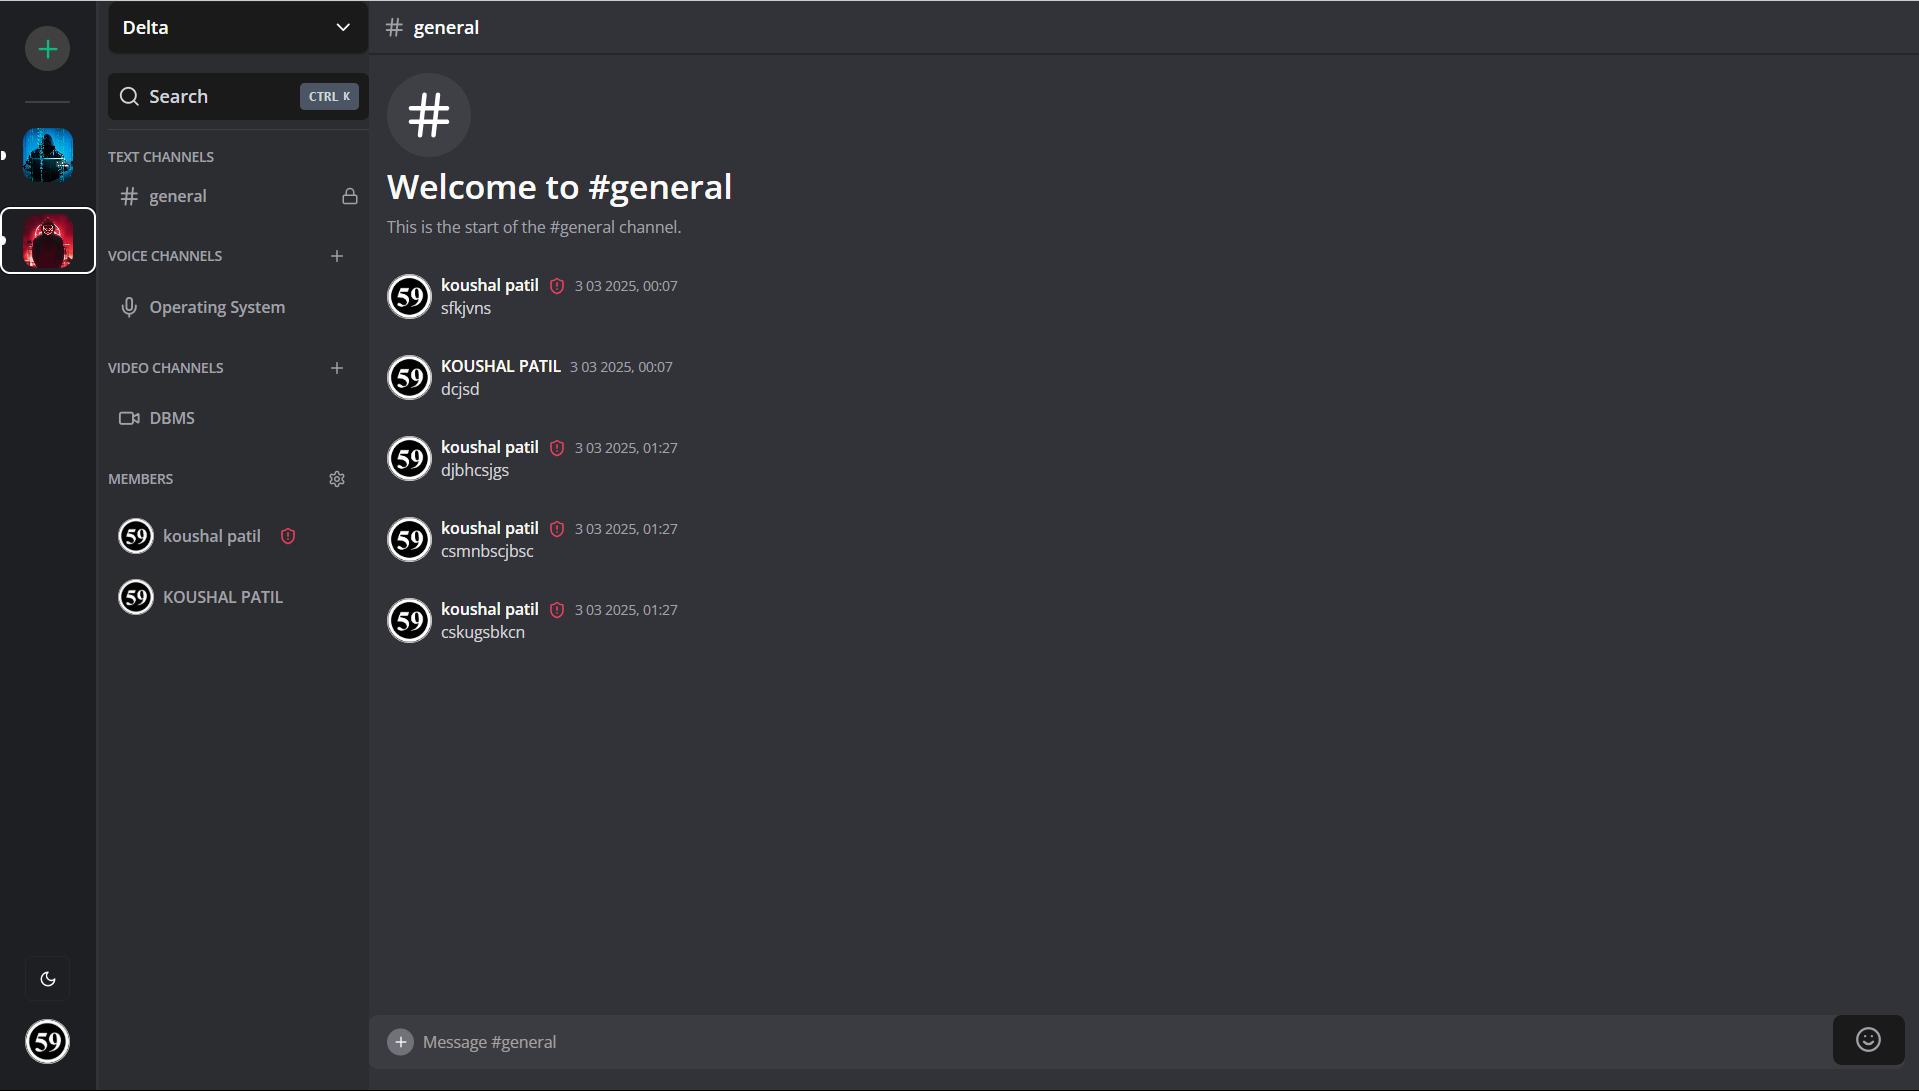 Delta
Search
CTRL K
TEXT CHANNELS
general
VOICE CHANNELS
Operating System
VIDEO CHANNELS
DBMS
MEMBERS
59 koushal patil
59 KOUSHAL PATIL
59
# general
#
Welcome to #general
This is the start of the #general channel.
59 koushal patil 3 03 2025, 00:07
sfkjvns
59 KOUSHAL PATIL 3 03 2025, 00:07
dcjsd
59 koushal patil 3 03 2025, 01:27
djbhcsjgs
59 koushal patil 3 03 2025, 01:27
csmnbscjbsc
59 koushal patil 3 03 2025, 01:27
cskugsbkcn
Message #general